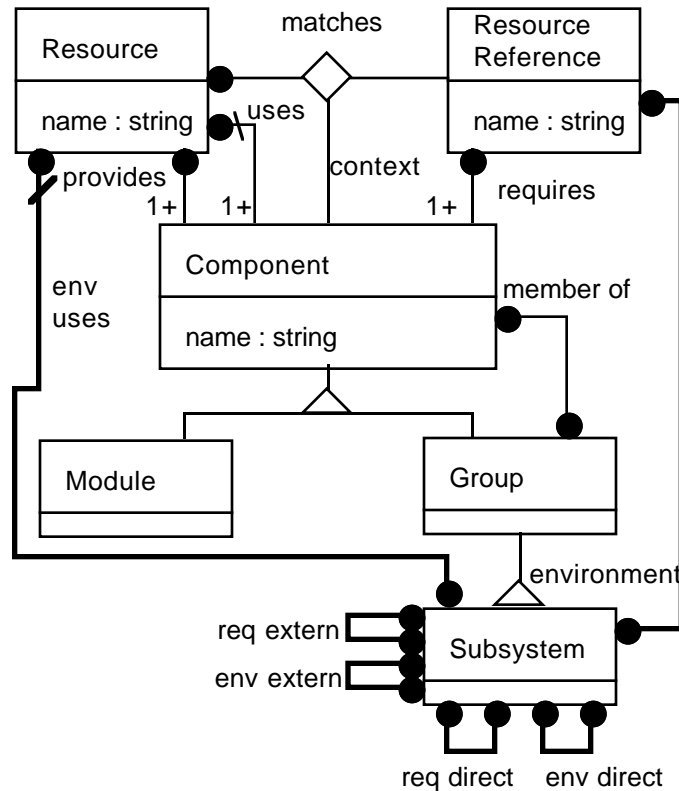 matches
Resource
Resource
Reference
name : string
uses
name : string
provides
context
requires
1+
1+
1+
Component
env
uses
member of
name : string
Module
Group
environment
req extern
Subsystem
env extern
req direct
env direct